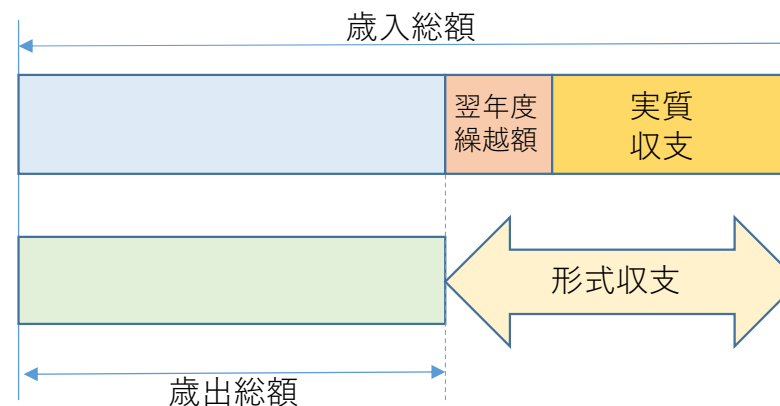 歳入総額
翌年度
繰越額
実質
収支
形式収支
歳出総額